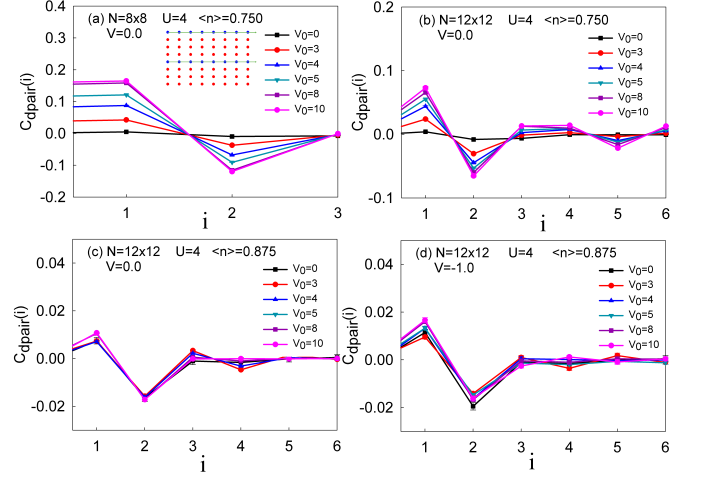 (a) N=8x8 U=4 <n>=0.750
V=0.0
V0=0
V0=3
V0=4
V0=5
V0=8
V0=10
0.4
0.3
0.2
0.1
0.0
-0.1
-0.2
Cdpair(i)
1
2
3
i
(b) N=12x12 U=4 <n>=0.750
V=0.0
V0=0
V0=3
V0=4
V0=5
V0=8
V0=10
0.2
0.1
0.0
-0.1
1
2
3
4
5
6
i
(c) N=12x12 U=4 <n>=0.875
V=0.0
V0=0
V0=3
V0=4
V0=5
V0=8
V0=10
0.04
0.02
0.00
-0.02
Cdpair(i)
1
2
3
4
5
6
i
(d) N=12x12 U=4 <n>=0.875
V=-1.0
V0=0
V0=3
V0=4
V0=5
V0=8
V0=10
0.04
0.02
0.00
-0.02
Cdpair(i)
1
2
3
4
5
6
i